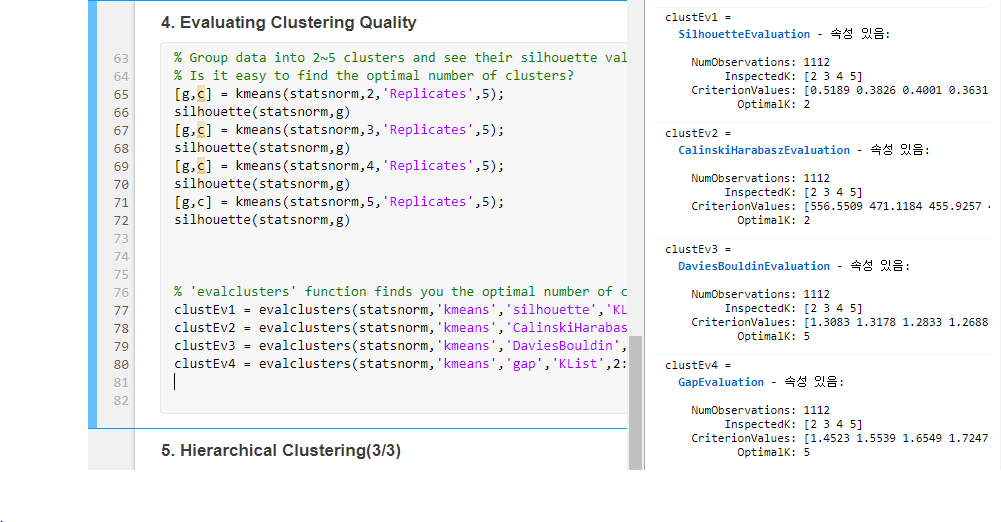 4. Evaluating Clustering Quality
63 % Group data into 2~5 clusters and see their silhouette val
64 % Is it easy to find the optimal number of clusters?
65 [g,c] = kmeans(statsnorm,2,'Replicates',5);
66 silhouette(statsnorm,g)
67 [g,c] = kmeans(statsnorm,3,'Replicates',5);
68 silhouette(statsnorm,g)
69 [g,c] = kmeans(statsnorm,4,'Replicates',5);
70 silhouette(statsnorm,g)
71 [g,c] = kmeans(statsnorm,5,'Replicates',5);
72 silhouette(statsnorm,g)
73
74
75
76 % 'evalclusters' function finds you the optimal number of c
77 clustEv1 = evalclusters(statsnorm,'kmeans','silhouette','KL
78 clustEv2 = evalclusters(statsnorm,'kmeans','CalinskiHarabas
79 clustEv3 = evalclusters(statsnorm,'kmeans','DaviesBouldin',
80 clustEv4 = evalclusters(statsnorm,'kmeans','gap','KList',2:
81
82
5. Hierarchical Clustering(3/3)
clustEv1 =
SilhouetteEvaluation - 속성 있음:
NumObservations: 1112
InspectedK: [2 3 4 5]
CriterionValues: [0.5189 0.3826 0.4001 0.3631
OptimalK: 2
clustEv2 =
CalinskiHarabaszEvaluation - 속성 있음:
NumObservations: 1112
InspectedK: [2 3 4 5]
CriterionValues: [556.5509 471.1184 455.9257
OptimalK: 2
clustEv3 =
DaviesBouldinEvaluation - 속성 있음:
NumObservations: 1112
InspectedK: [2 3 4 5]
CriterionValues: [1.3083 1.3178 1.2833 1.2688
OptimalK: 5
clustEv4 =
GapEvaluation - 속성 있음:
NumObservations: 1112
InspectedK: [2 3 4 5]
CriterionValues: [1.4523 1.5539 1.6549 1.7247
OptimalK: 5
.